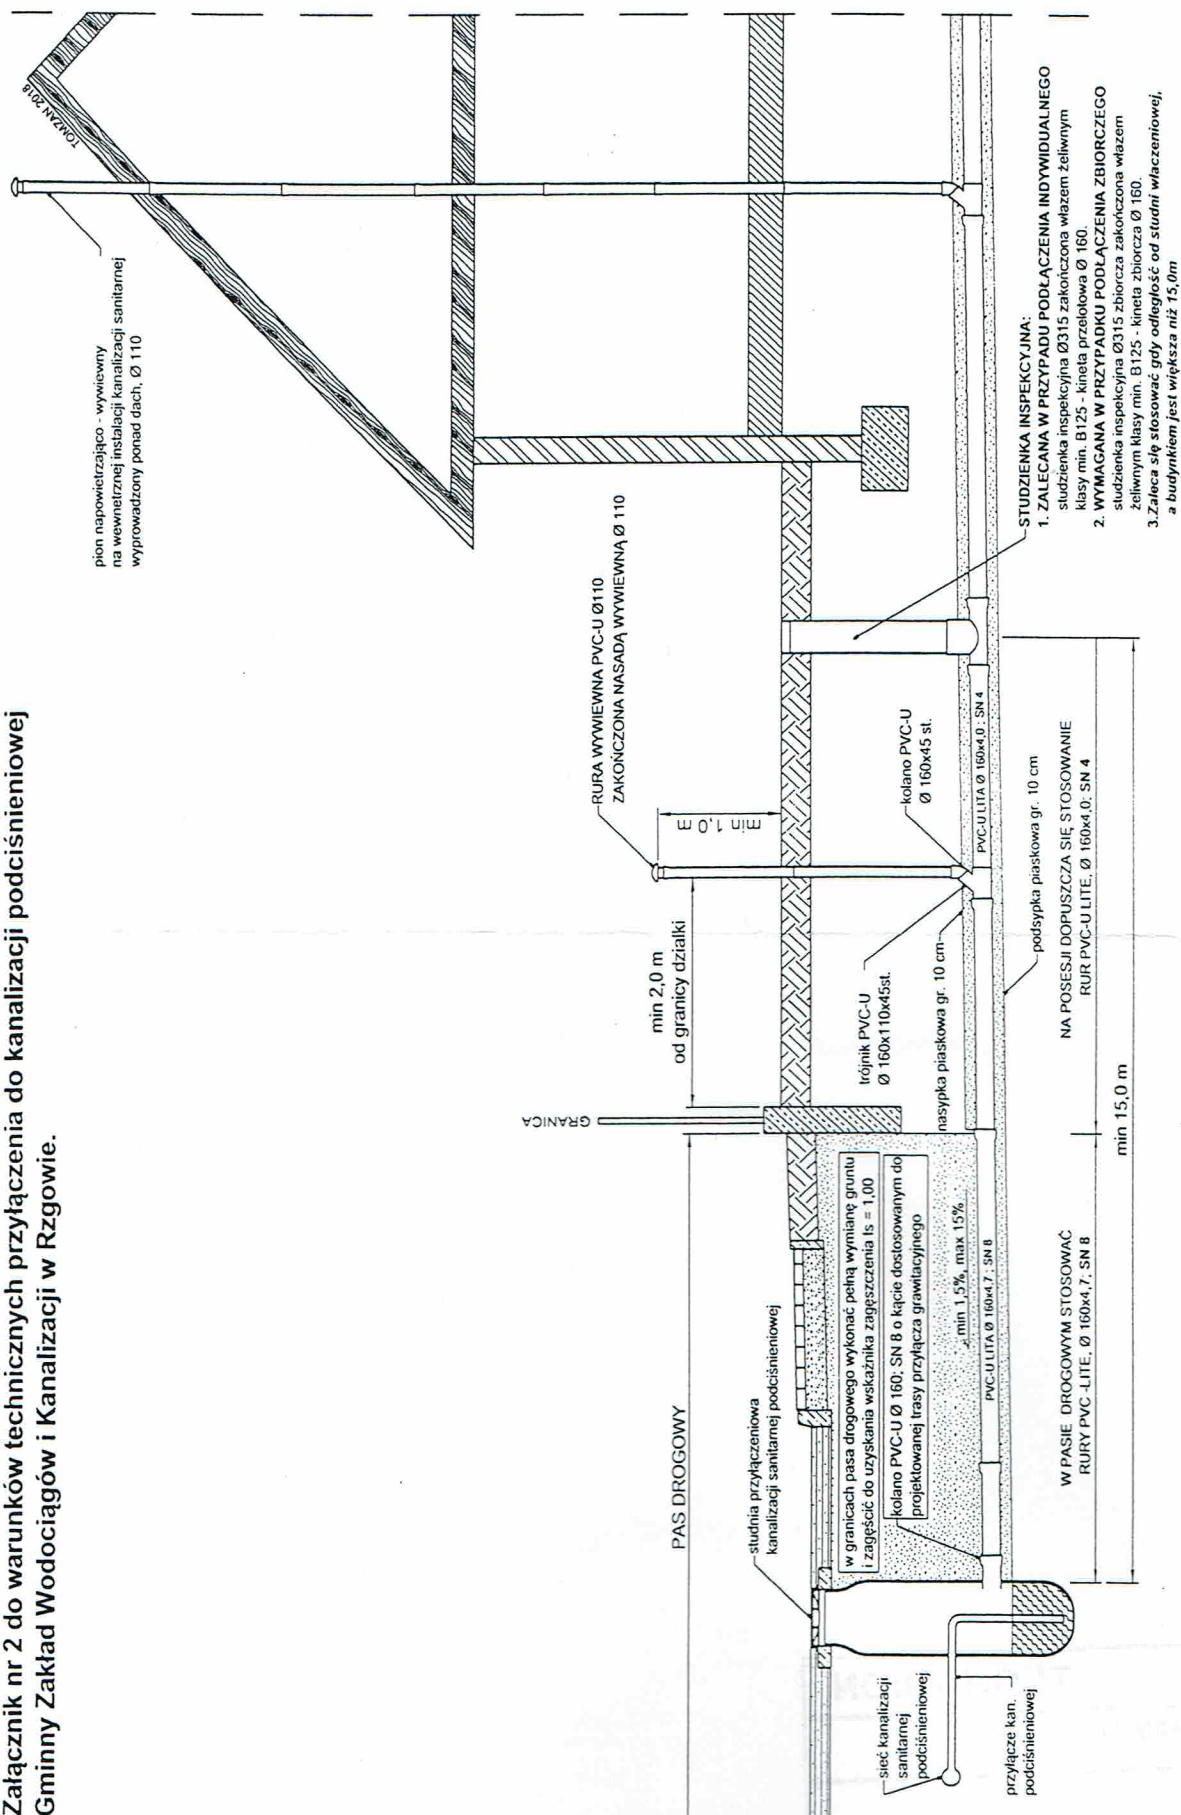 Załącznik nr 2 do warunków technicznych przyłączenia do kanalizacji podciśnieniowej
Gminny Zakład Wodociągów i Kanalizacji w Rzgowie.
TOMZAN 2018
pion napowietrzająco - wywiewny
na wewnetrznej instalacji kanalizacji sanitarnej
wyprowadzony ponad dach, Ø 110
RURA WYWIEWNA PVC-U Ø110
ZAKOŃCZONA NASADĄ WYWIEWNĄ Ø 110
min 1,0 m
min 2,0 m
od granicy działki
GRANICA
PAS DROGOWY
studnia przyłączeniowa
kanalizacji sanitarnej podciśnieniowej
sieć kanalizacji
sanitarnej
podciśnieniowej
przyłącze kan.
podciśnieniowej
w granicach pasa drogowego wykonać pełną wymianę gruntu
i zagęścić do uzyskania wskaźnika zagęszczenia Is = 1,00
kolano PVC-U Ø 160; SN 8 o kącie dostosowanym do
projektowanej trasy przyłącza grawitacyjnego
min 1,5%, max 15%
PVC-U LITA Ø 160x4,7 ; SN 8
trójnik PVC-U
Ø 160x110x45st.
nasypka piaskowa gr. 10 cm
kolano PVC-U
Ø 160x45 st.
PVC-U LITA Ø 160x4,0 ; SN 4
podsypka piaskowa gr. 10 cm
W PASIE DROGOWYM STOSOWAĆ
RURY PVC -LITE, Ø 160x4,7; SN 8
NA POSESJI DOPUSZCZA SIĘ STOSOWANIE
RUR PVC-U LITE, Ø 160x4,0; SN 4
min 15,0 m
STUDZIENKA INSPEKCYJNA:
1. ZALECANA W PRZYPADU PODŁĄCZENIA INDYWIDUALNEGO
studzienka inspekcyjna Ø315 zakończona włazem żeliwnym
klasy min. B125 - kineta przelotowa Ø 160.
2. WYMAGANA W PRZYPADKU PODŁĄCZENIA ZBIORCZEGO
studzienka inspekcyjna Ø315 zbiorcza zakończona włazem
żeliwnym klasy min. B125 - kineta zbiorcza Ø 160.
3.Zaleca się stosować gdy odległość od studni włączeniowej,
a budynkiem jest większa niż 15,0m